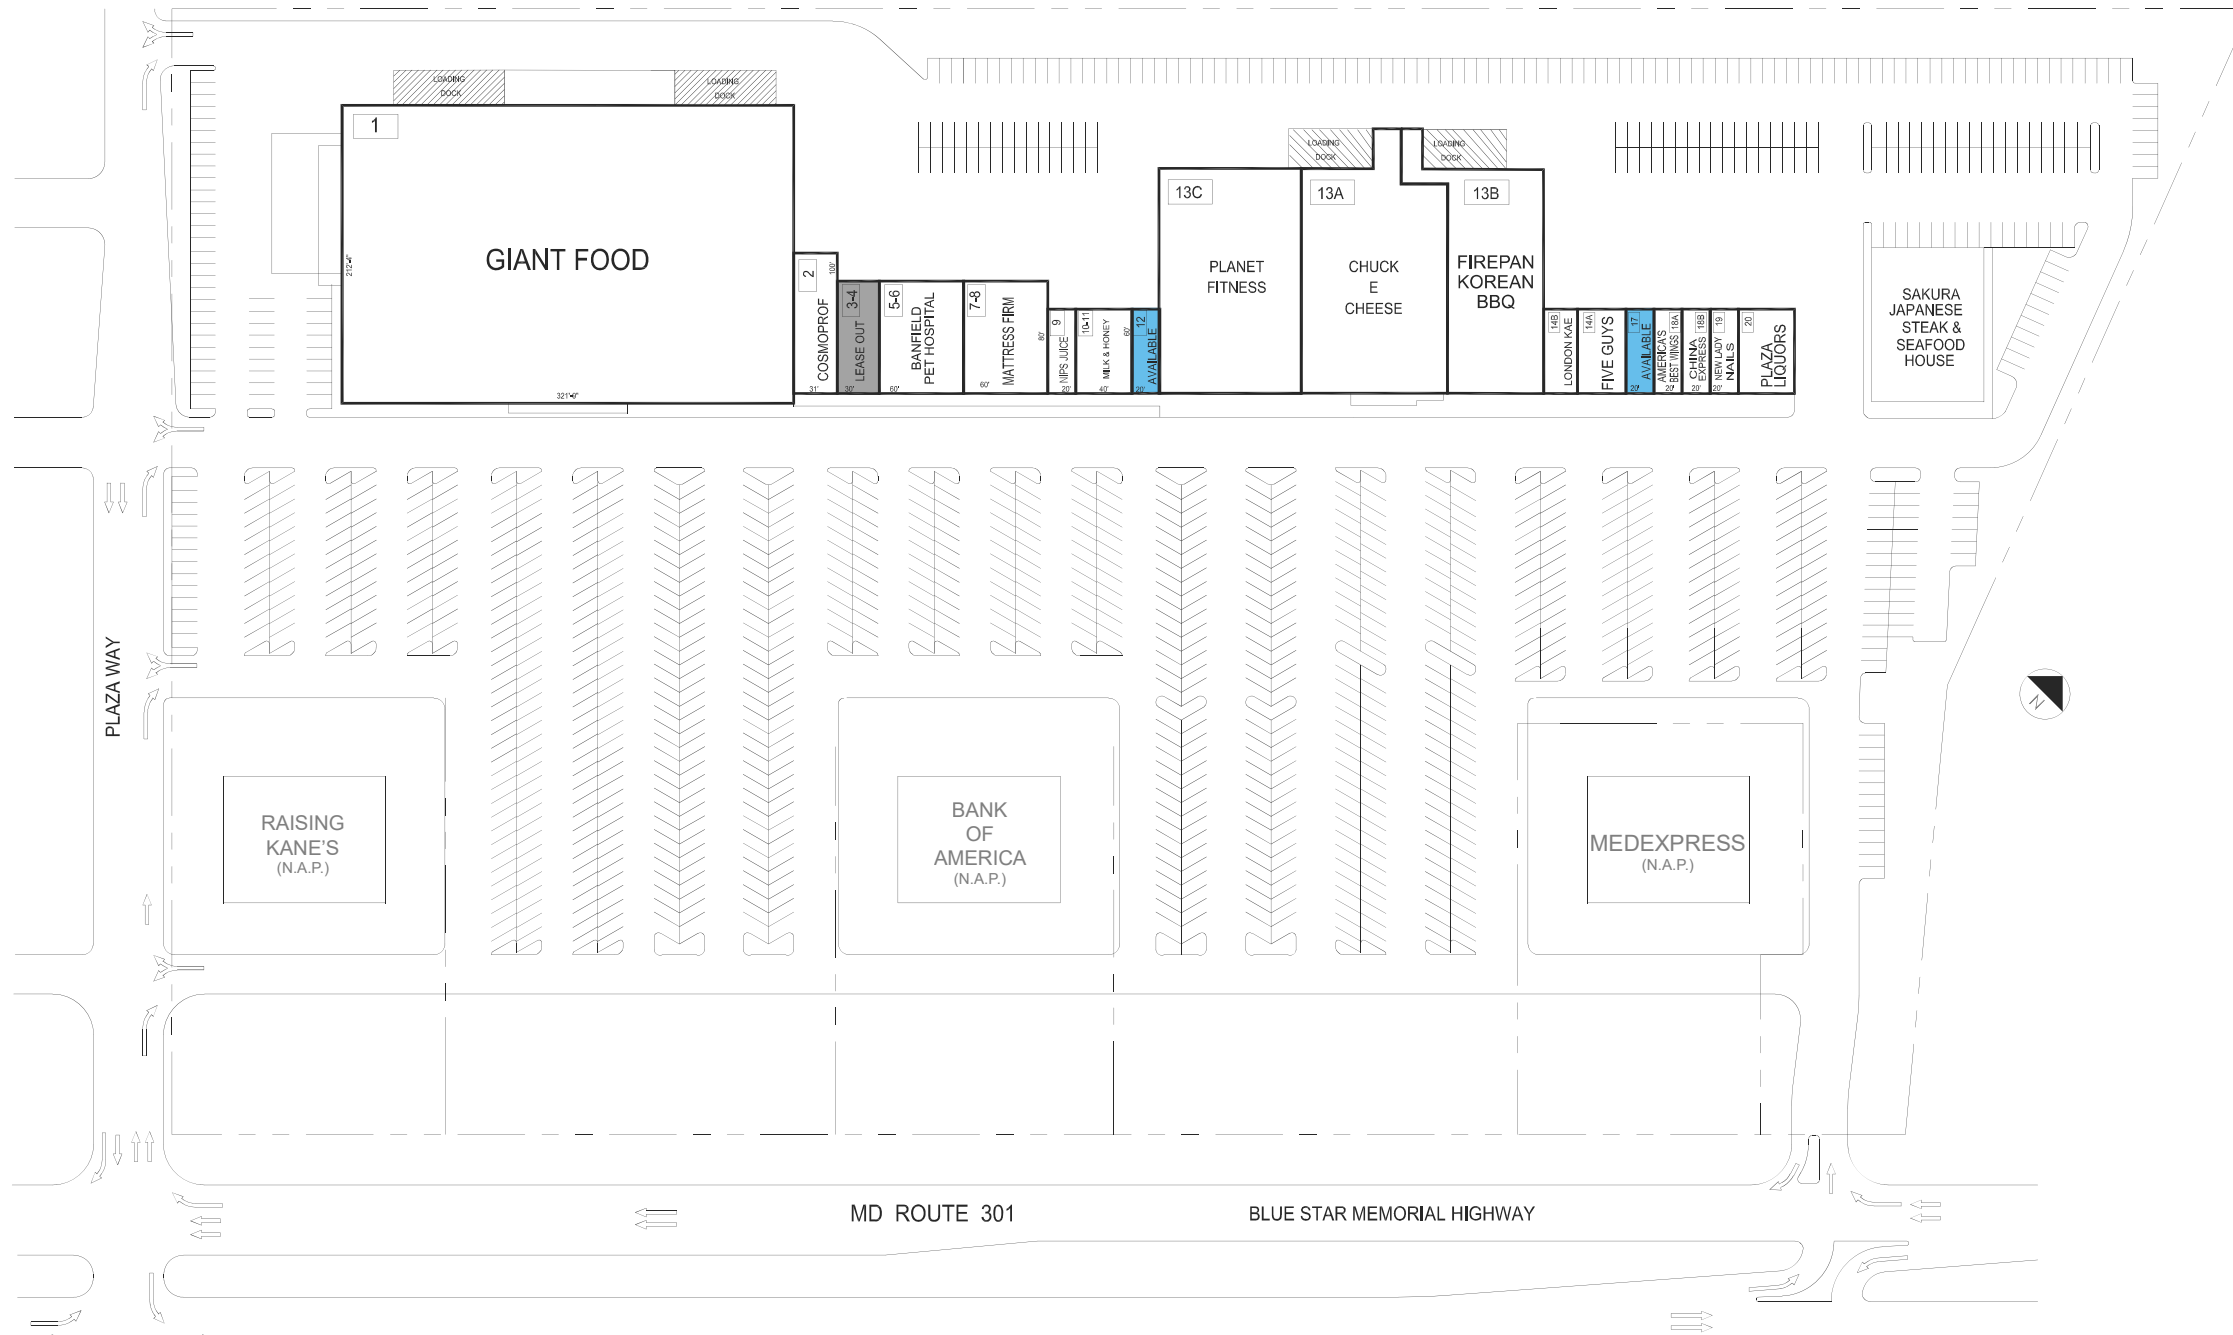 LOADING
DOCK
LOADING
DOCK
1
GIANT FOOD
212'-4"
321'-9"
2
100'
COSMOPROF
31'
3-4
LEASE OUT
30'
5-6
BANFIELD
PET HOSPITAL
60'
7-8
MATTRESS FIRM
80'
60'
9
NIPS JUICE
20'
10-11
MILK & HONEY
60'
40'
12
AVAILABLE
20'
13C
PLANET
FITNESS
LOADING
DOCK
13A
CHUCK
E
CHEESE
LOADING
DOCK
13B
FIREPAN
KOREAN
BBQ
14B
LONDON KAE
14A
FIVE GUYS
17
AVAILABLE
20'
AMERICA'S
BEST WINGS 18A
20'
CHINA
EXPRESS 18B
20'
19
NEW LADY
NAILS
20'
20
PLAZA
LIQUORS
SAKURA
JAPANESE
STEAK &
SEAFOOD
HOUSE
PLAZA WAY
N
RAISING
KANE'S
(N.A.P.)
BANK
OF
AMERICA
(N.A.P.)
MEDEXPRESS
(N.A.P.)
MD ROUTE 301
BLUE STAR MEMORIAL HIGHWAY